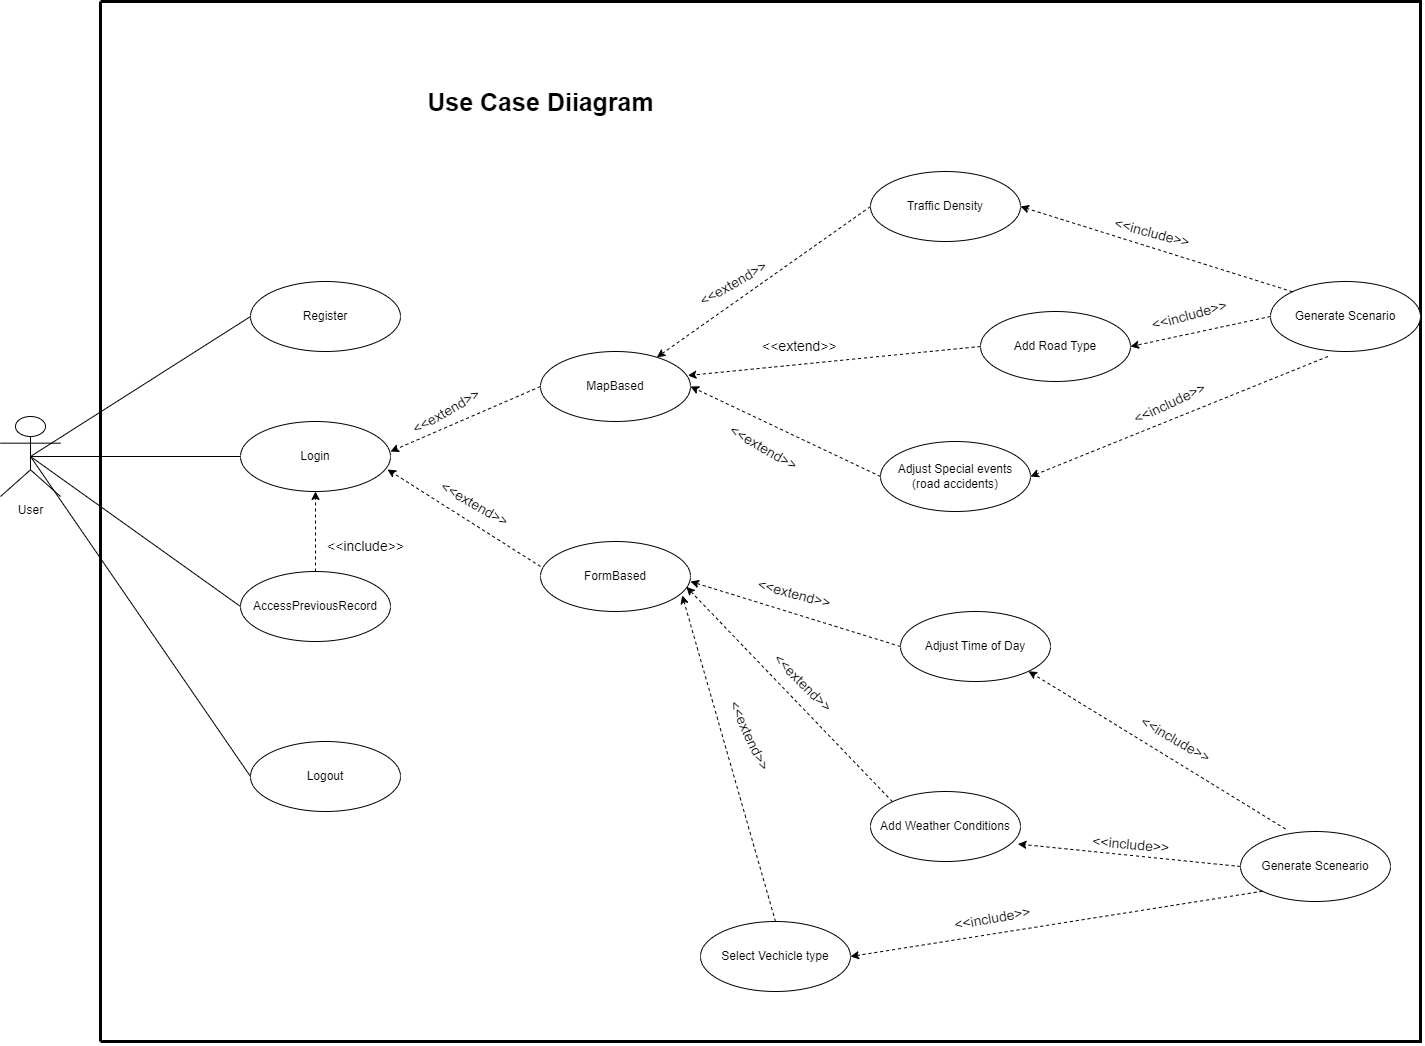 Use Case Diiagram
Traffic Density
<<include>>
<<extend>>
Register
Generate Scenario
<<include>>
Add Road Type
<<extend>>
MapBased
<<include>>
<<extend>>
Login
<<extend>>
Adjust Special events
(road accidents)
<<extend>>
User
<<include>>
FormBased
<<extend>>
AccessPreviousRecord
Adjust Time of Day
<<extend>>
<<extend>>
<<include>>
Logout
Add Weather Conditions
<<include>>
Generate Sceneario
<<include>>
Select Vechicle type